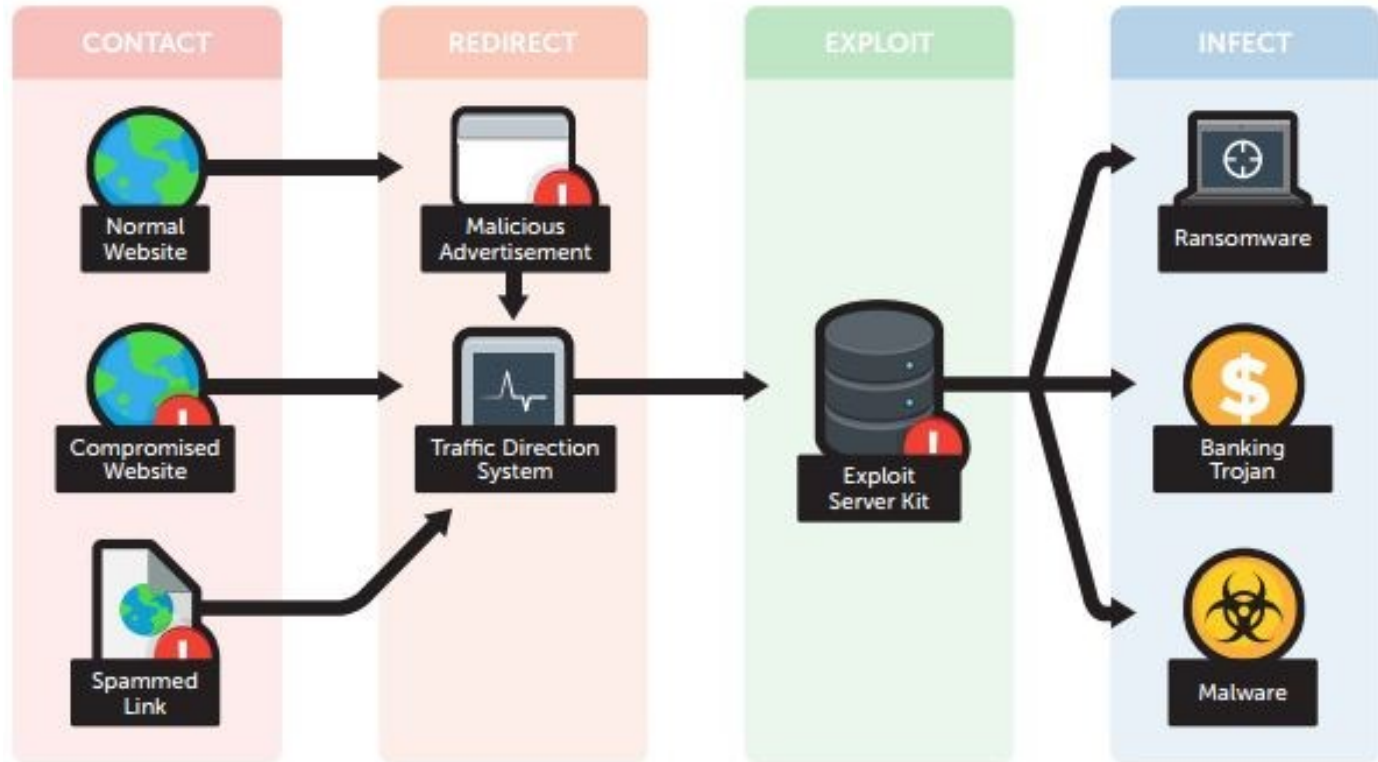 CONTACT
REDIRECT
EXPLOIT
INFECT
Normal
Website
Malicious
Advertisement
Ransomware
Compromised
Website
Traffic Direction
System
Exploit
Server Kit
Banking
Trojan
Spammed
Link
Malware